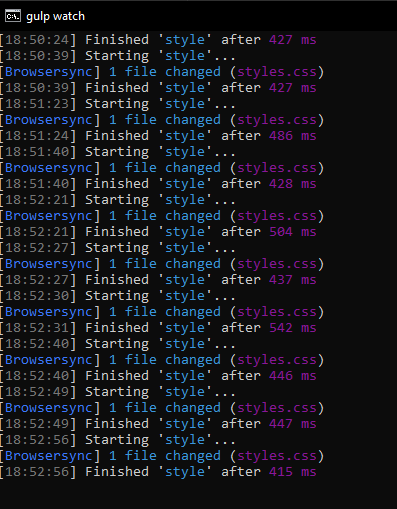 gulp watch
[18:50:24] Finished 'style' after 427 ms
[18:50:39] Starting 'style'...
[Browsersync] 1 file changed (styles.css)
[18:50:39] Finished 'style' after 427 ms
[18:51:23] Starting 'style'...
[Browsersync] 1 file changed (styles.css)
[18:51:24] Finished 'style' after 486 ms
[18:51:40] Starting 'style'...
[Browsersync] 1 file changed (styles.css)
[18:51:40] Finished 'style' after 428 ms
[18:52:21] Starting 'style'...
[Browsersync] 1 file changed (styles.css)
[18:52:21] Finished 'style' after 504 ms
[18:52:27] Starting 'style'...
[Browsersync] 1 file changed (styles.css)
[18:52:27] Finished 'style' after 437 ms
[18:52:30] Starting 'style'...
[Browsersync] 1 file changed (styles.css)
[18:52:31] Finished 'style' after 542 ms
[18:52:40] Starting 'style'...
[Browsersync] 1 file changed (styles.css)
[18:52:40] Finished 'style' after 446 ms
[18:52:49] Starting 'style'...
[Browsersync] 1 file changed (styles.css)
[18:52:49] Finished 'style' after 447 ms
[18:52:56] Starting 'style'...
[Browsersync] 1 file changed (styles.css)
[18:52:56] Finished 'style' after 415 ms